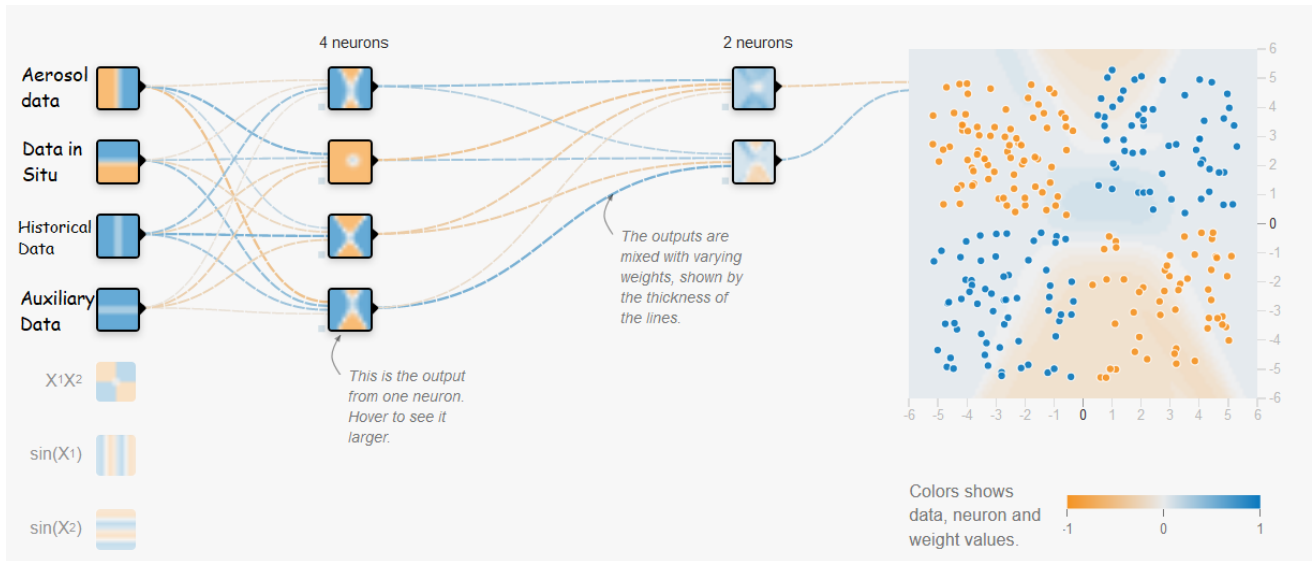 4 neurons
2 neurons
Aerosol
data
Data in
Situ
Historical
Data
Auxiliary
Data
X1X2
sin(X1)
sin(X2)
This is the output
from one neuron.
Hover to see it
larger.
The outputs are
mixed with varying
weights, shown by
the thickness of
the lines.
6
5
4
3
2
1
0
-1
-2
-3
-4
-5
-6
-6 -5 -4 -3 -2 -1 0 1 2 3 4 5 6
Colors shows
data, neuron and
weight values.
-1 0 1